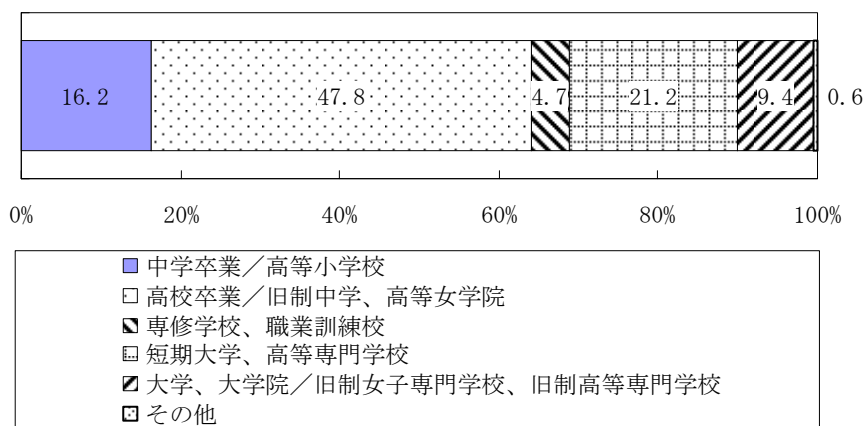 16.2 47.8 4.7 21.2 9.4 0.6
0% 20% 40% 60% 80% 100%
中学卒業／高等小学校
高校卒業／旧制中学、高等女学院
専修学校、職業訓練校
短期大学、高等専門学校
大学、大学院／旧制女子専門学校、旧制高等専門学校
その他